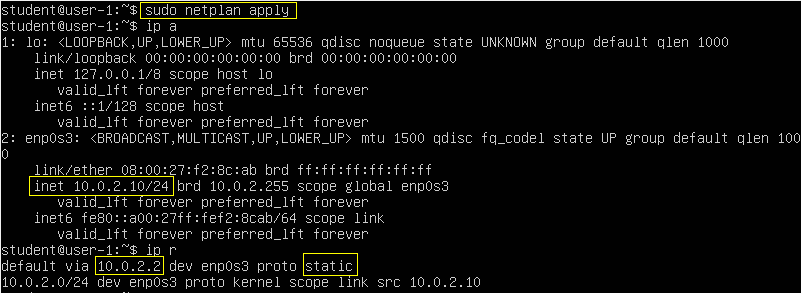 student@user-1:~$ sudo netplan apply
student@user-1:~$ ip a
1: lo: <LOOPBACK,UP,LOWER_UP> mtu 65536 qdisc noqueue state UNKNOWN group default qlen 1000
link/loopback 00:00:00:00:00:00 brd 00:00:00:00:00:00
inet 127.0.0.1/8 scope host lo
valid_lft forever preferred_lft forever
inet6 ::1/128 scope host
valid_lft forever preferred_lft forever
2: enp0s3: <BROADCAST,MULTICAST,UP,LOWER_UP> mtu 1500 qdisc fq_codel state UP group default qlen 100
0
link/ether 08:00:27:f2:8c:ab brd ff:ff:ff:ff:ff:ff
inet 10.0.2.10/24 brd 10.0.2.255 scope global enp0s3
valid_lft forever preferred_lft forever
inet6 fe80::a00:27ff:fef2:8cab/64 scope link
valid_lft forever preferred_lft forever
student@user-1:~$ ip r
default via 10.0.2.2 dev enp0s3 proto static
10.0.2.0/24 dev enp0s3 proto kernel scope link src 10.0.2.10